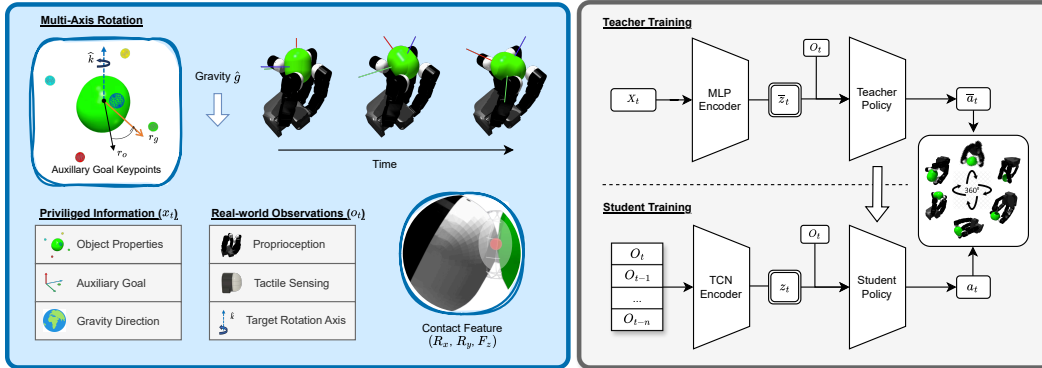 Multi-Axis Rotation
k̂
r_g
r_o
Auxillary Goal Keypoints
Gravity ĝ
Time
Priviliged Information (x_t)
Object Properties
Auxiliary Goal
Gravity Direction
Real-world Observations (o_t)
Proprioception
Tactile Sensing
k̂
Target Rotation Axis
Contact Feature
(R_x, R_y, F_z)
Teacher Training
O_t
X_t
MLP
Encoder
z̅_t
Teacher
Policy
a̅_t
360°
Student Training
O_t
O_t
O_{t-1}
...
O_{t-n}
TCN
Encoder
z_t
Student
Policy
a_t